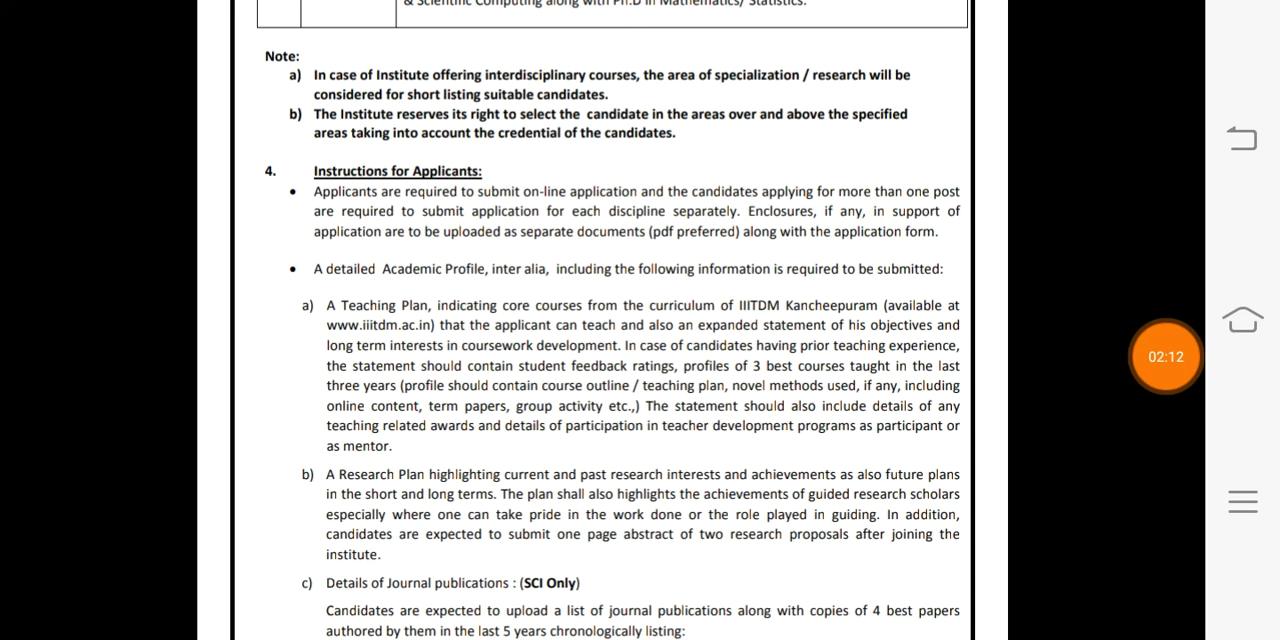 & Scientific Computing along with Ph.D in Mathematics/ Statistics.
Note:
a) In case of Institute offering interdisciplinary courses, the area of specialization / research will be
considered for short listing suitable candidates.
b) The Institute reserves its right to select the candidate in the areas over and above the specified
areas taking into account the credential of the candidates.
4. Instructions for Applicants:
• Applicants are required to submit on-line application and the candidates applying for more than one post
are required to submit application for each discipline separately. Enclosures, if any, in support of
application are to be uploaded as separate documents (pdf preferred) along with the application form.
• A detailed Academic Profile, inter alia, including the following information is required to be submitted:
a) A Teaching Plan, indicating core courses from the curriculum of IIITDM Kancheepuram (available at
www.iiitdm.ac.in) that the applicant can teach and also an expanded statement of his objectives and
long term interests in coursework development. In case of candidates having prior teaching experience,
the statement should contain student feedback ratings, profiles of 3 best courses taught in the last
three years (profile should contain course outline / teaching plan, novel methods used, if any, including
online content, term papers, group activity etc.,) The statement should also include details of any
teaching related awards and details of participation in teacher development programs as participant or
as mentor.
b) A Research Plan highlighting current and past research interests and achievements as also future plans
in the short and long terms. The plan shall also highlights the achievements of guided research scholars
especially where one can take pride in the work done or the role played in guiding. In addition,
candidates are expected to submit one page abstract of two research proposals after joining the
institute.
c) Details of Journal publications : (SCI Only)
Candidates are expected to upload a list of journal publications along with copies of 4 best papers
authored by them in the last 5 years chronologically listing:
02:12